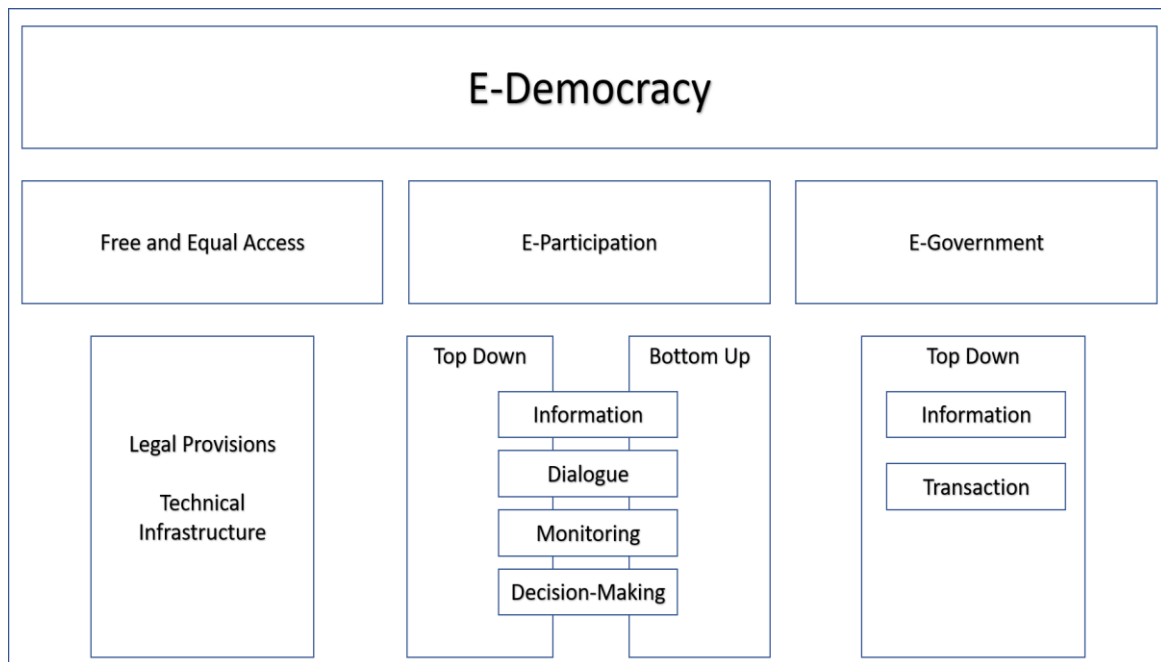 E-Democracy
Free and Equal Access
E-Participation
E-Government
Legal Provisions
Technical
Infrastructure
Top Down
Bottom Up
Information
Dialogue
Monitoring
Decision-Making
Top Down
Information
Transaction